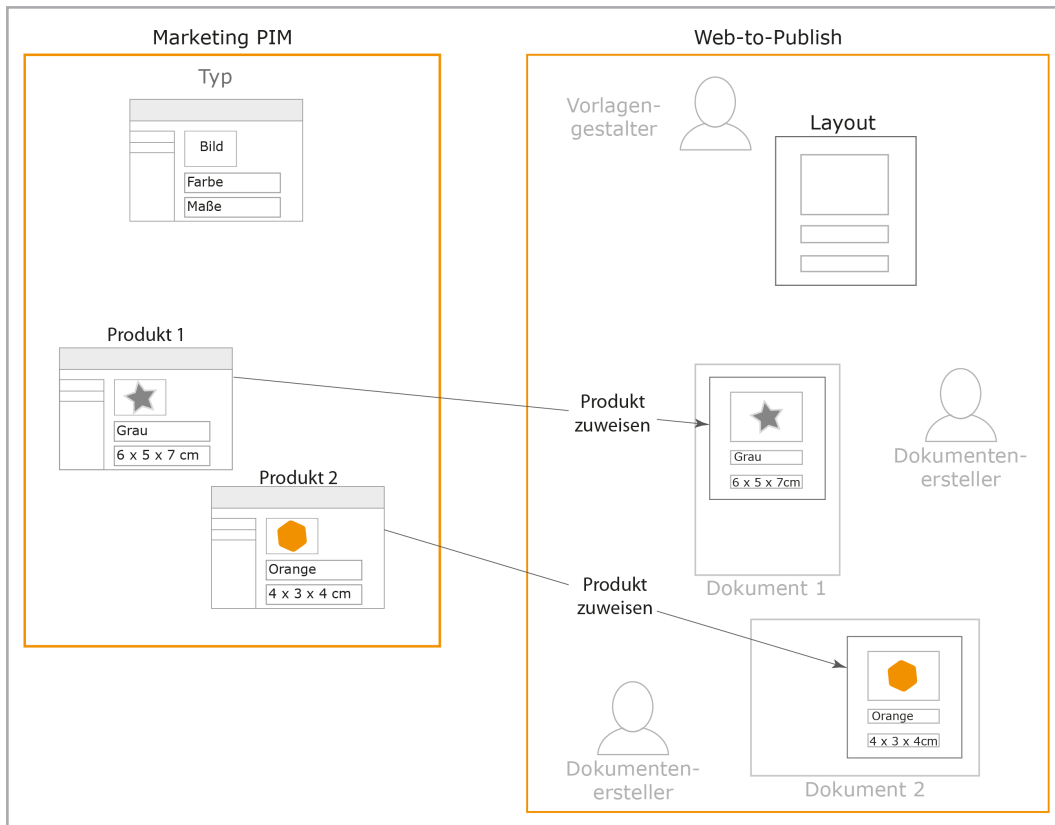 Marketing PIM
Typ
Bild
Farbe
Maße
Produkt 1
Grau
6 x 5 x 7 cm
Produkt 2
Orange
4 x 3 x 4 cm
Web-to-Publish
Vorlagen-
gestalter
Layout
Produkt
zuweisen
Grau
6 x 5 x 7cm
Dokument 1
Dokumenten-
ersteller
Produkt
zuweisen
Orange
4 x 3 x 4cm
Dokument 2
Dokumenten-
ersteller